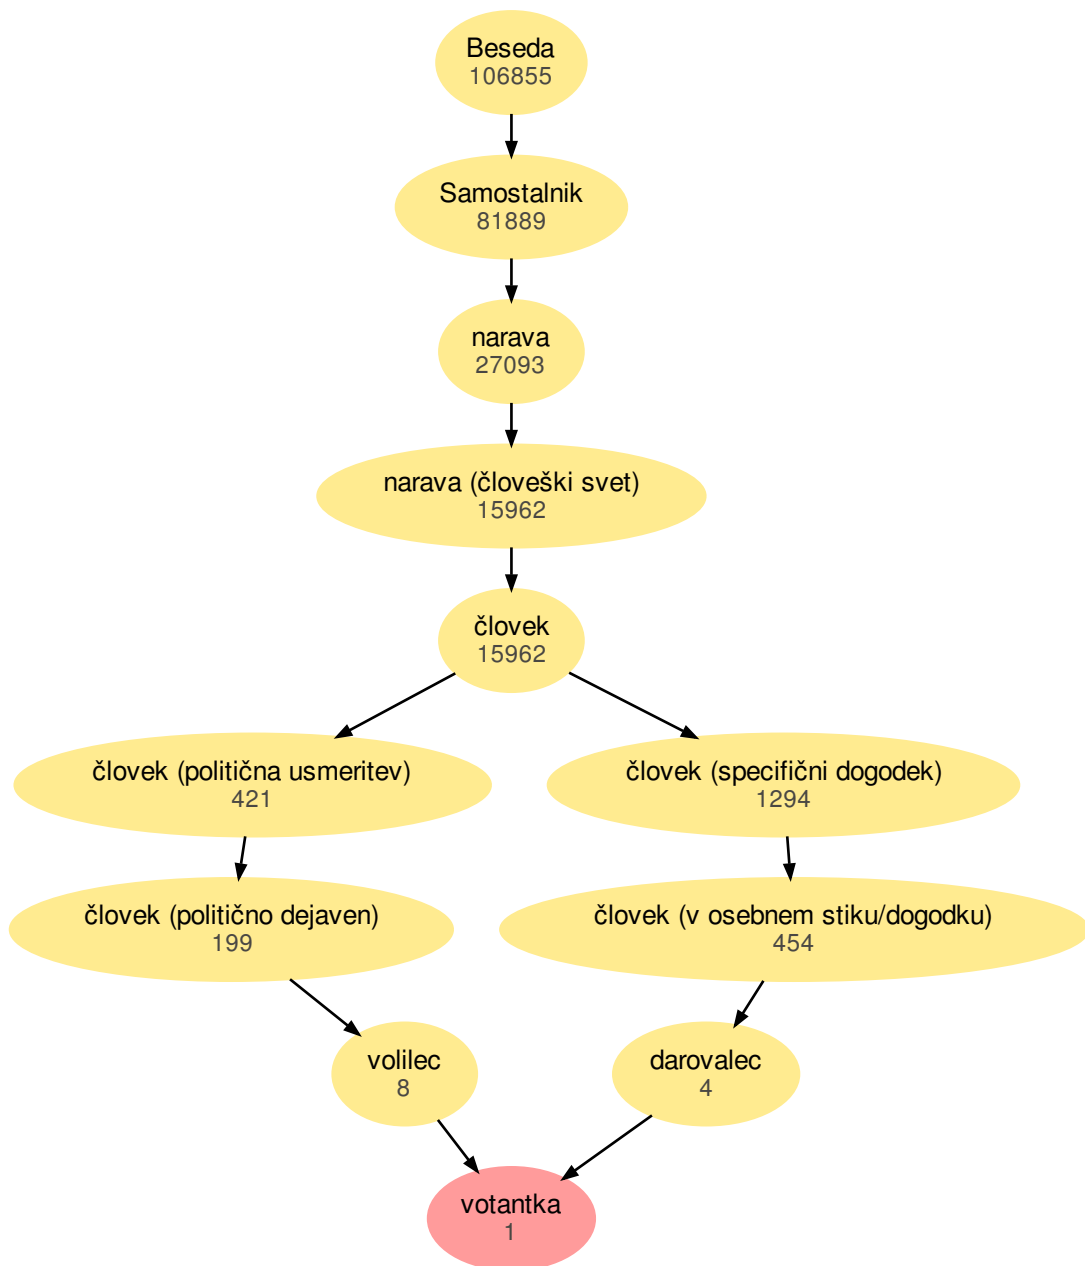 Beseda
106855
Samostalnik
81889
narava
27093
narava (človeški svet)
15962
človek
15962
človek (politična usmeritev)
421
človek (specifični dogodek)
1294
človek (politično dejaven)
199
človek (v osebnem stiku/dogodku)
454
volilec
8
darovalec
4
votantka
1